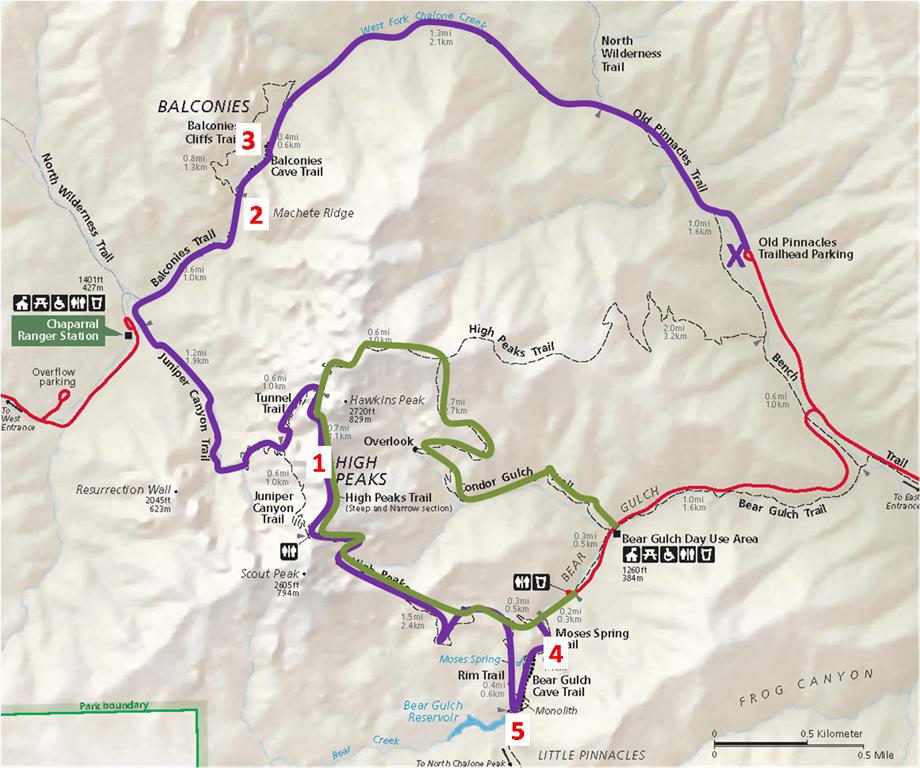 West Fork Chalone Creek
1.3mi
2.1km
North
Wilderness
Trail
BALCONIES
Balconies
Cliffs Trail
3
0.4mi
0.6km
Balconies
Cave Trail
0.8mi
1.3km
2
Machete Ridge
Old Pinnacles Trail
1.0mi
1.6km
X
Old Pinnacles
Trailhead Parking
North Wilderness Trail
Balconies Trail
0.6mi
1.0km
1401ft
427m
Chaparral
Ranger Station
1.2mi
1.9km
Juniper Canyon Trail
Overflow
parking
To
West
Entrance
0.6mi
1.0km
High Peaks Trail
2.0mi
3.2km
Bench
0.6mi
1.0km
0.6mi
1.0km
Tunnel
Trail
Hawkins Peak
2720ft
829m
.7mi
2.7km
0.7mi
1.1km
Overlook
1
HIGH
PEAKS
High Peaks Trail
(Steep and Narrow section)
Resurrection Wall
2045ft
623m
0.6mi
1.0km
Juniper
Canyon
Trail
Condor Gulch Trail
GULCH
1.0mi
1.6km
Bear Gulch Trail
Trail
To East
Entrance
Bear Gulch Day Use Area
1260ft
384m
0.3mi
0.5km
BEAR
Scout Peak
2605ft
794m
High Peaks
1.5mi
2.4km
0.3mi
0.5km
0.2mi
0.3km
Moses Spring
ail
4
Moses Spring
Rim Trail
0.4mi
0.6km
Bear Gulch
Cave Trail
Bear Gulch
Reservoir
Monolith
5
FROG CANYON
Park boundary
Bear Creek
LITTLE PINNACLES
To North Chalone Peak
0
0.5 Kilometer
0
0.5 Mile